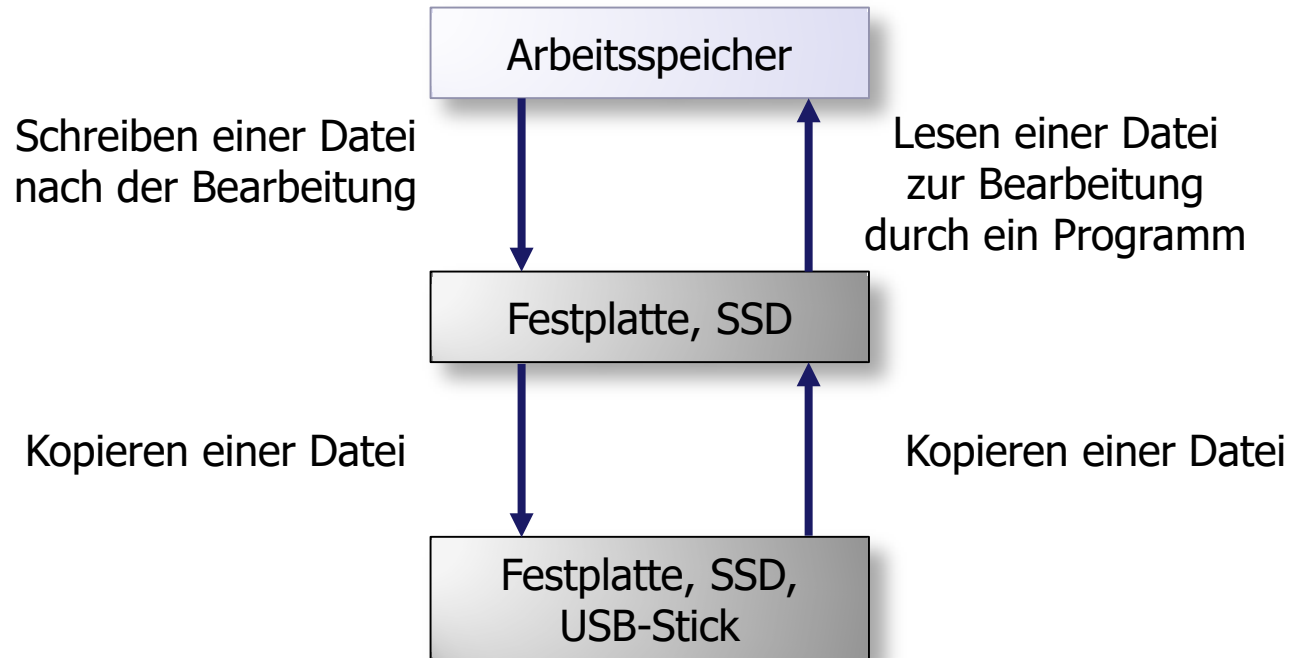 Arbeitsspeicher
Schreiben einer Datei
nach der Bearbeitung
Lesen einer Datei
zur Bearbeitung
durch ein Programm
Festplatte, SSD
Kopieren einer Datei
Kopieren einer Datei
Festplatte, SSD,
USB-Stick